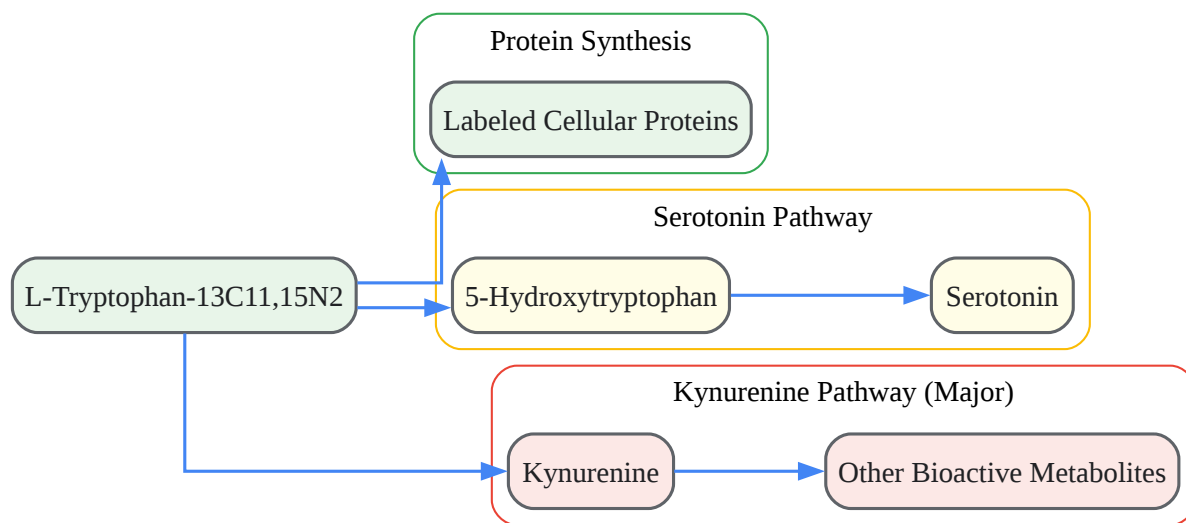 Protein Synthesis
Labeled Cellular Proteins
Serotonin Pathway
L-Tryptophan-13C11,15N2
5-Hydroxytryptophan
Serotonin
Kynurenine Pathway (Major)
Kynurenine
Other Bioactive Metabolites